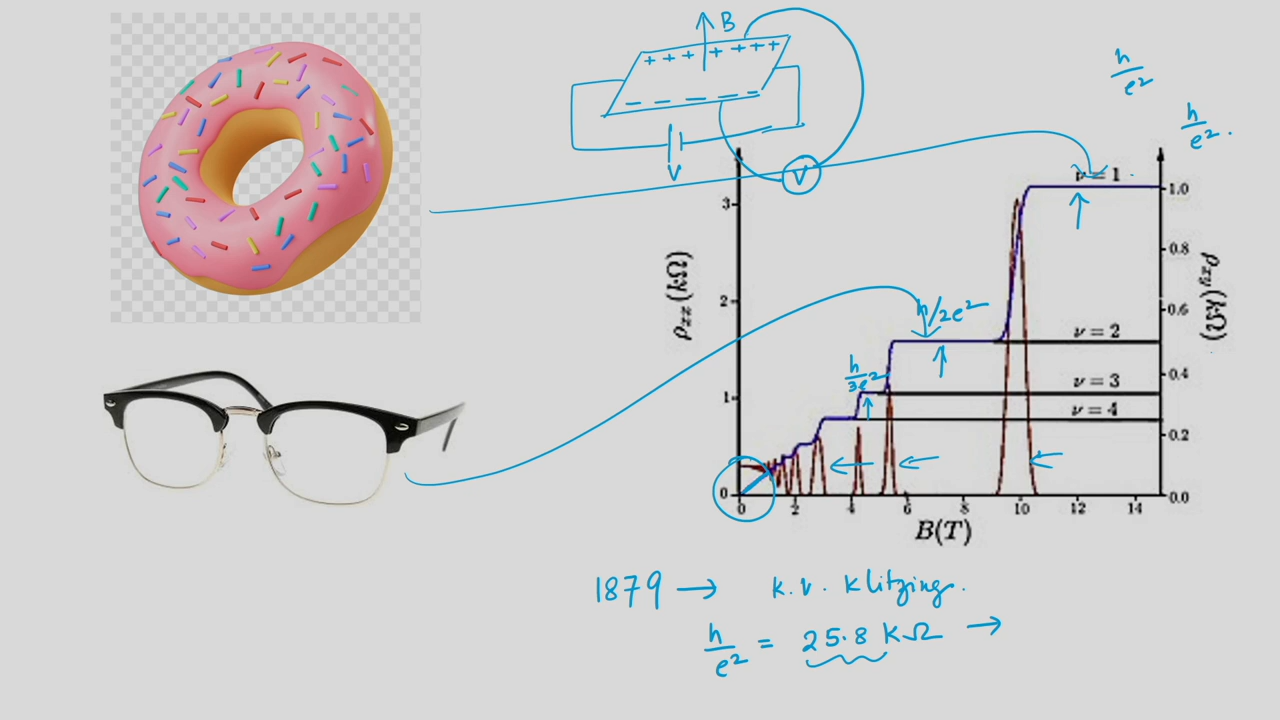 B
+ + + + + + +
− − − − − −
V
V
h/e²
h/e².
ν = 1
1.0
3
0.8
ρxx(kΩ)
ρxy(kΩ)
2
h/2e²
0.6
ν = 2
h/3e²
0.4
ν = 3
1
ν = 4
0.2
0
0.0
0 2 4 6 8 10 12 14
B(T)
1879 → K.V. Klitzing.
h/e² = 25.8 kΩ →